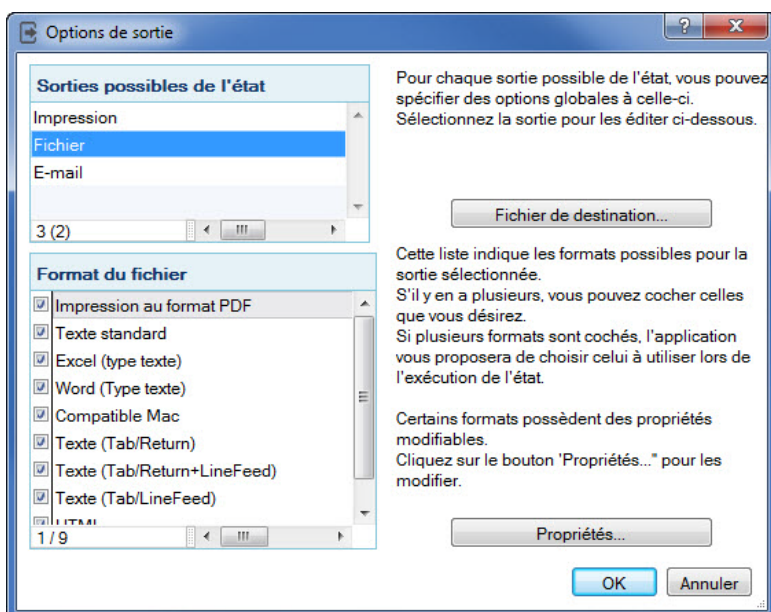 Options de sortie
Sorties possibles de l'état
Impression
Fichier
E-mail
3 (2)
Pour chaque sortie possible de l'état, vous pouvez
spécifier des options globales à celle-ci.
Sélectionnez la sortie pour les éditer ci-dessous.
Fichier de destination...
Format du fichier
Impression au format PDF
Texte standard
Excel (type texte)
Word (Type texte)
Compatible Mac
Texte (Tab/Return)
Texte (Tab/Return+LineFeed)
Texte (Tab/LineFeed)
HTML
1 / 9
Cette liste indique les formats possibles pour la
sortie sélectionnée.
S'il y en a plusieurs, vous pouvez cocher celles
que vous désirez.
Si plusieurs formats sont cochés, l'application
vous proposera de choisir celui à utiliser lors de
l'exécution de l'état.
Certains formats possèdent des propriétés
modifiables.
Cliquez sur le bouton 'Propriétés..." pour les
modifier.
Propriétés...
OK
Annuler